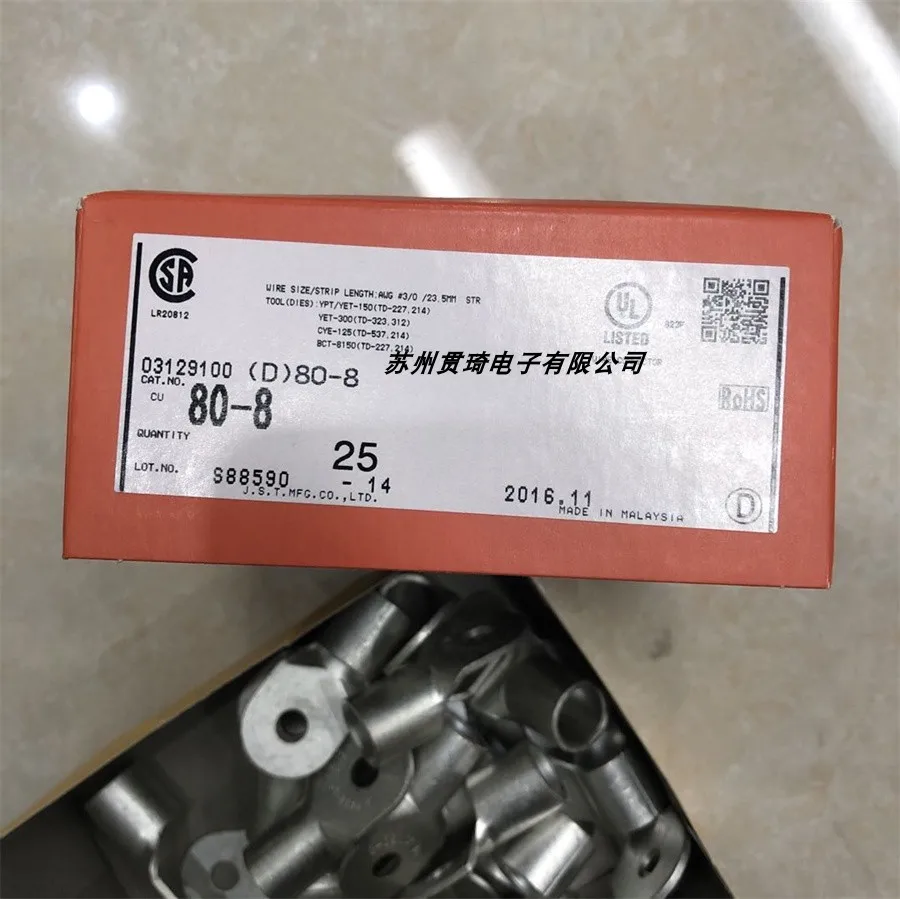 LR20812
WIRE SIZE/STRIP LENGTH:AWG #3/0 /23.5MM STR
TOOL(DIES):YPT/YET-150(TD-227,214)
YET-300(TD-323,312)
CYE-125(TD-537,214)
BCT-8150(TD-227,214)
UL
LISTED
922F
苏州贯琦电子有限公司
03129100 (D)80-8
CAT.NO.
CU 80-8
RoHS
QUANTITY 25
LOT.NO. S88590 - 14
J.S.T.MFG.CO.,LTD.
2016.11
MADE IN MALAYSIA
D